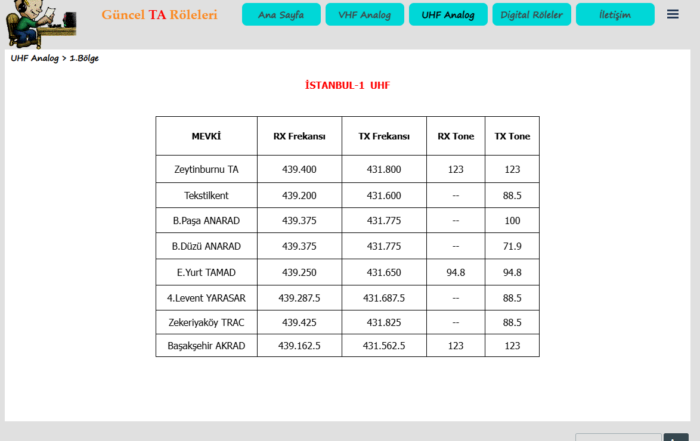 Güncel TA Röleleri
Ana Sayfa
VHF Analog
UHF Analog
Digital Röleler
İletişim
UHF Analog > 1.Bölge
İSTANBUL-1 UHF
MEVKİ RX Frekansı TX Frekansı RX Tone TX Tone
Zeytinburnu TA 439.400 431.800 123 123
Tekstilkent 439.200 431.600 -- 88.5
B.Paşa ANARAD 439.375 431.775 -- 100
B.Düzü ANARAD 439.375 431.775 -- 71.9
E.Yurt TAMAD 439.250 431.650 94.8 94.8
4.Levent YARASAR 439.287.5 431.687.5 -- 88.5
Zekeriyaköy TRAC 439.425 431.825 -- 88.5
Başakşehir AKRAD 439.162.5 431.562.5 123 123